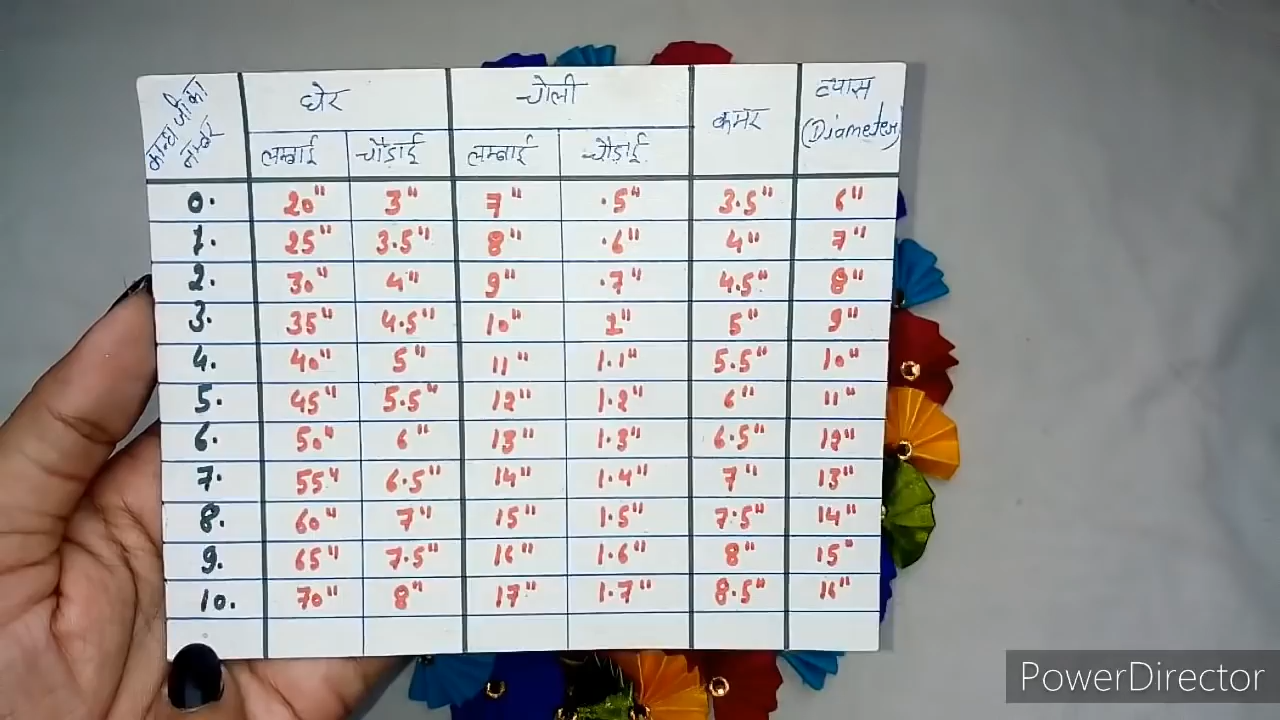 कान्हा जी का नम्बर घेर चोली कमर व्यास (Diameter)
लम्बाई चौड़ाई लम्बाई चौड़ाई
0. 20" 3" 7" .5" 3.5" 6"
1. 25" 3.5" 8" .6" 4" 7"
2. 30" 4" 9" .7" 4.5" 8"
3. 35" 4.5" 10" 1" 5" 9"
4. 40" 5" 11" 1.1" 5.5" 10"
5. 45" 5.5" 12" 1.2" 6" 11"
6. 50" 6" 13" 1.3" 6.5" 12"
7. 55" 6.5" 14" 1.4" 7" 13"
8. 60" 7" 15" 1.5" 7.5" 14"
9. 65" 7.5" 16" 1.6" 8" 15"
10. 70" 8" 17" 1.7" 8.5" 16"
PowerDirector